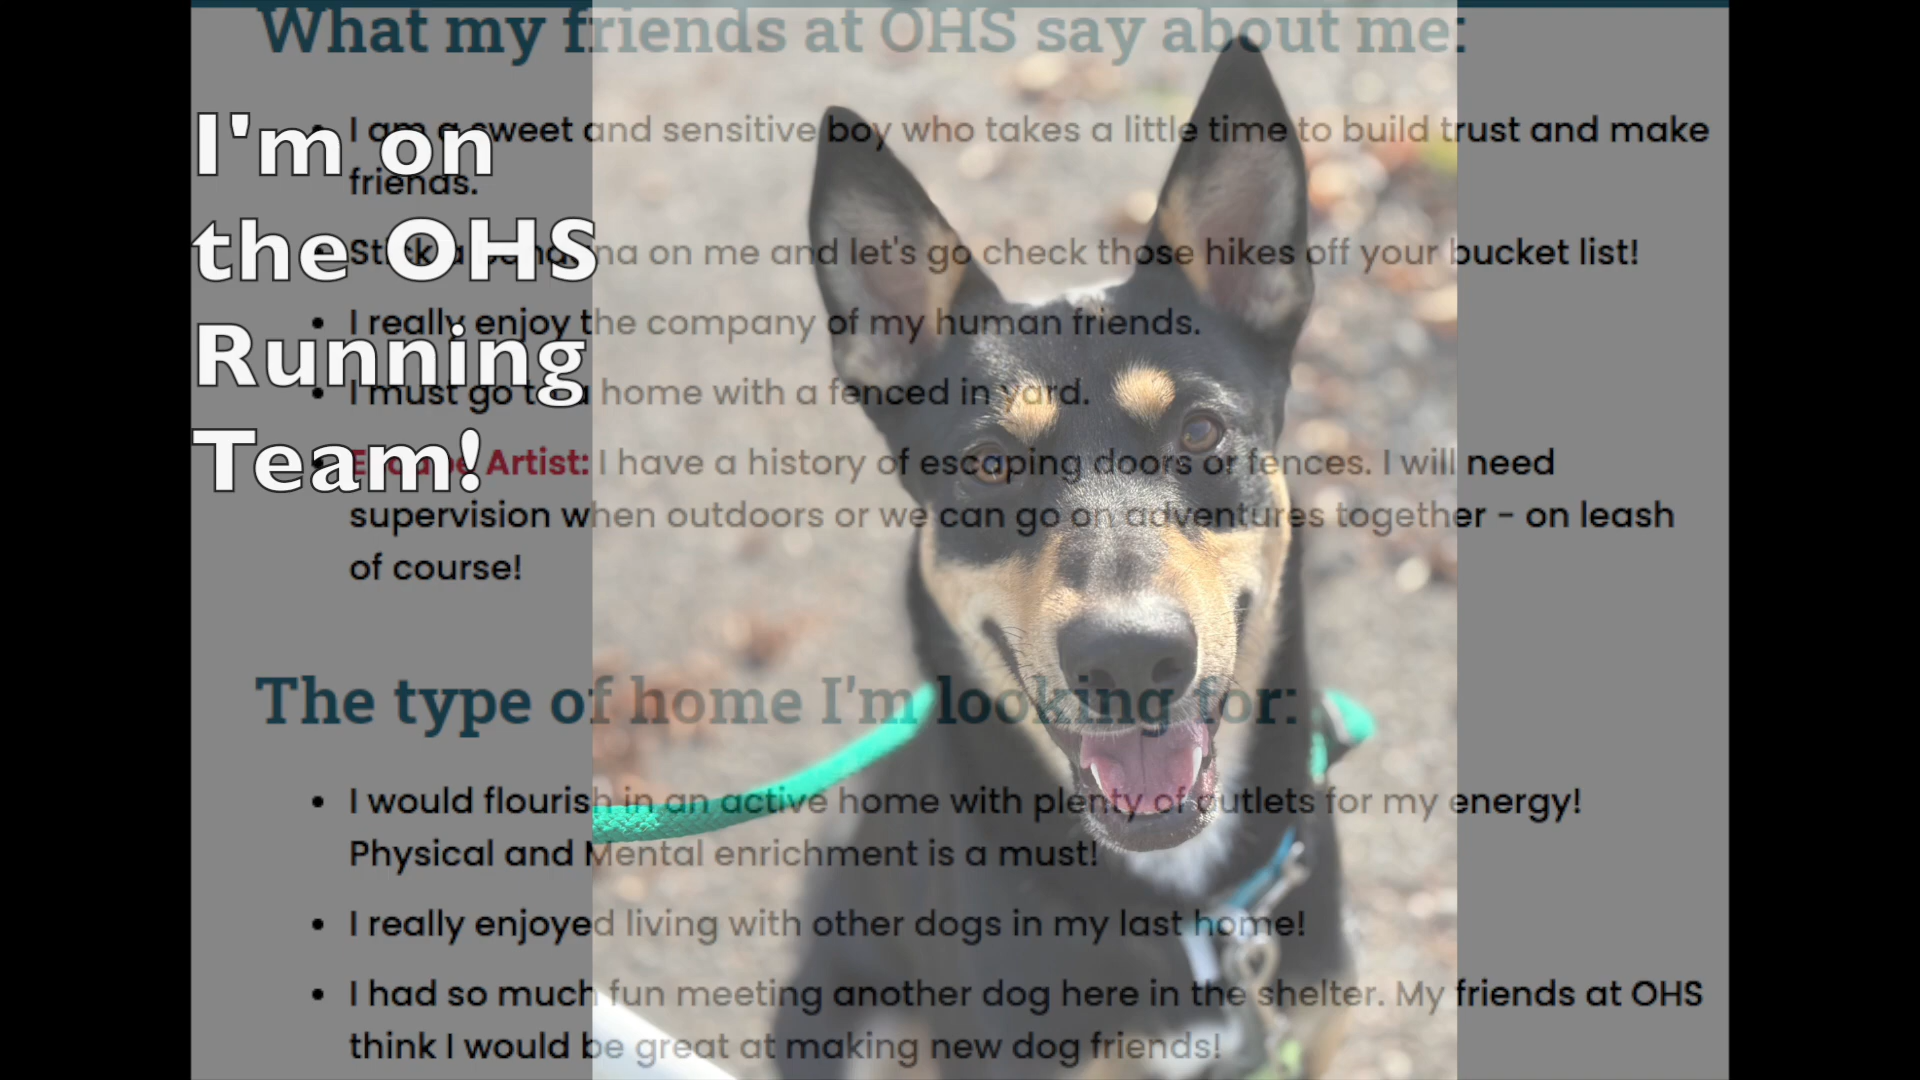 What my friends at OHS say about me:
I'm on
the OHS
Running
Team!
I am a sweet and sensitive boy who takes a little time to build trust and make
friends.
Stick a bandana on me and let's go check those hikes off your bucket list!
I really enjoy the company of my human friends.
I must go to a home with a fenced in yard.
Escape Artist: I have a history of escaping doors or fences. I will need
supervision when outdoors or we can go on adventures together - on leash
of course!
The type of home I'm looking for:
I would flourish in an active home with plenty of outlets for my energy!
Physical and Mental enrichment is a must!
I really enjoyed living with other dogs in my last home!
I had so much fun meeting another dog here in the shelter. My friends at OHS
think I would be great at making new dog friends!